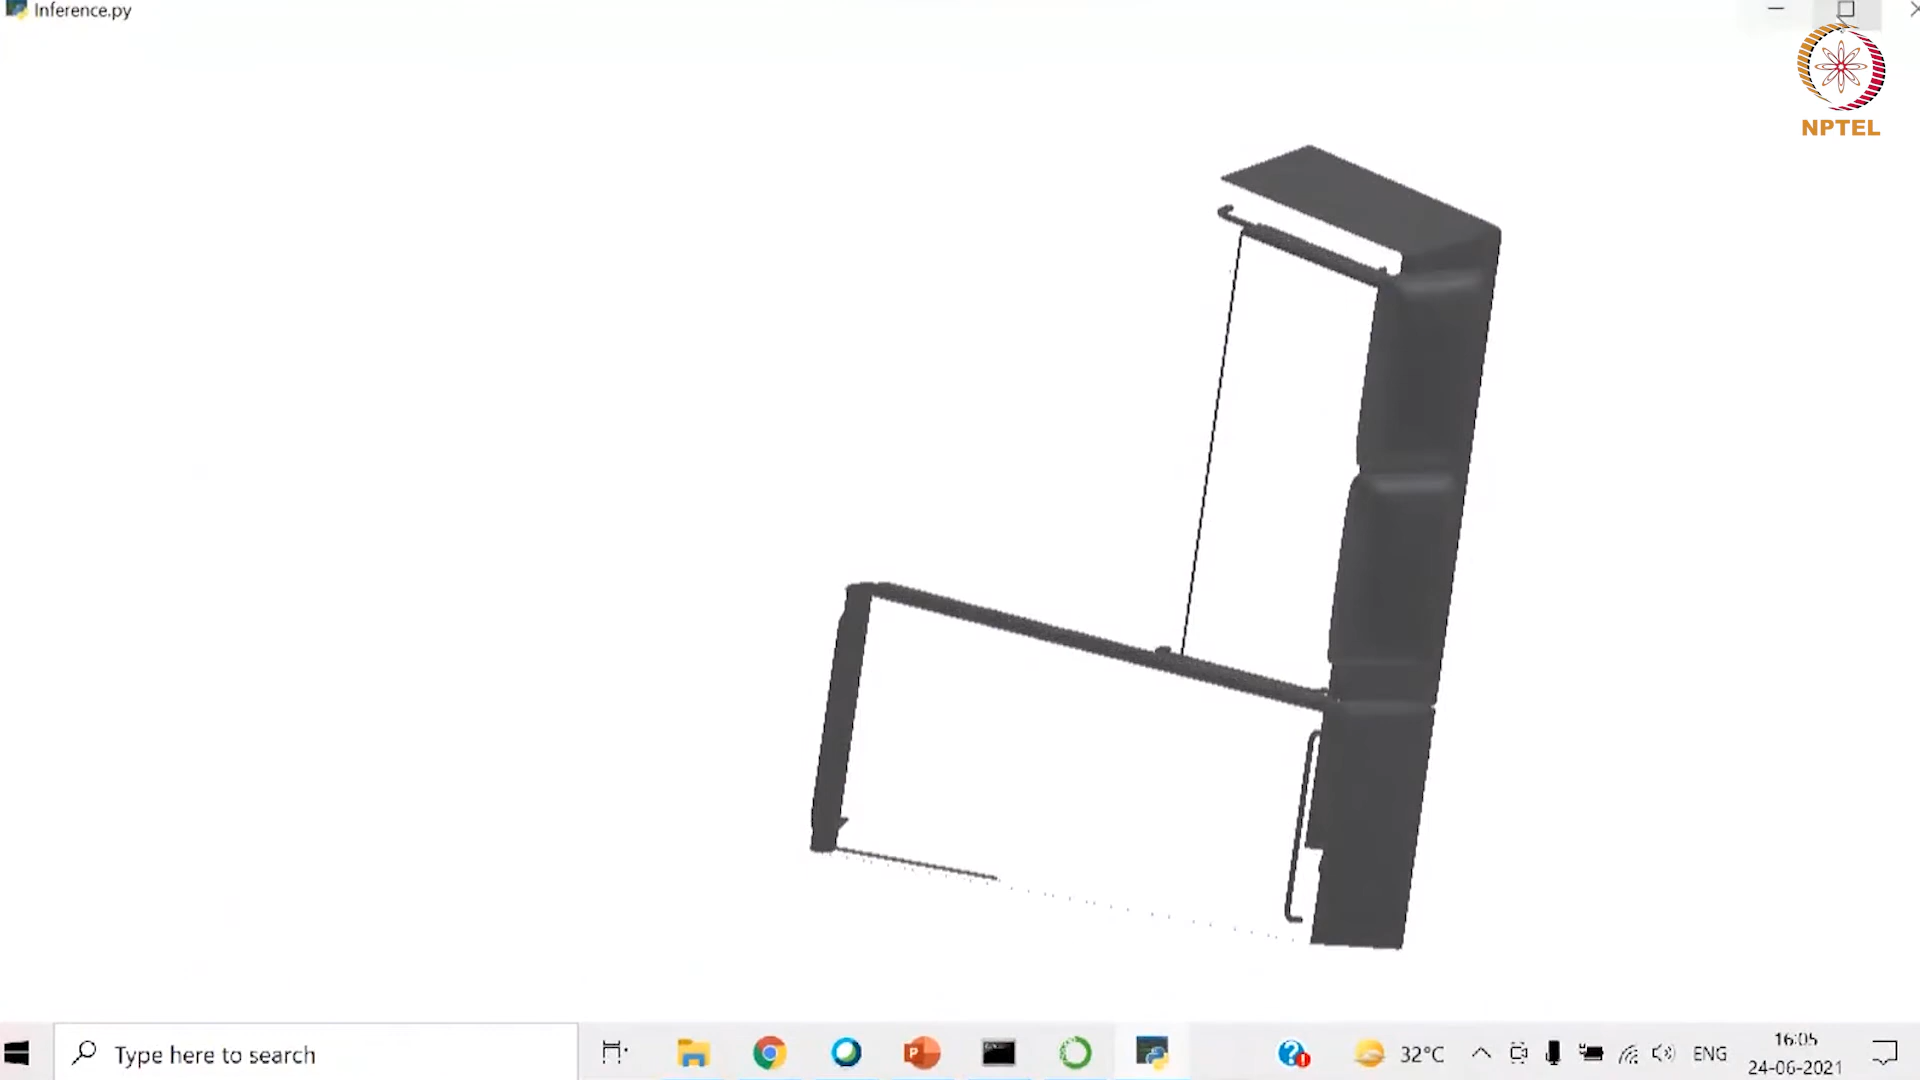 Inference.py
NPTEL
Type here to search
32°C
ENG
16:05
24-06-2021